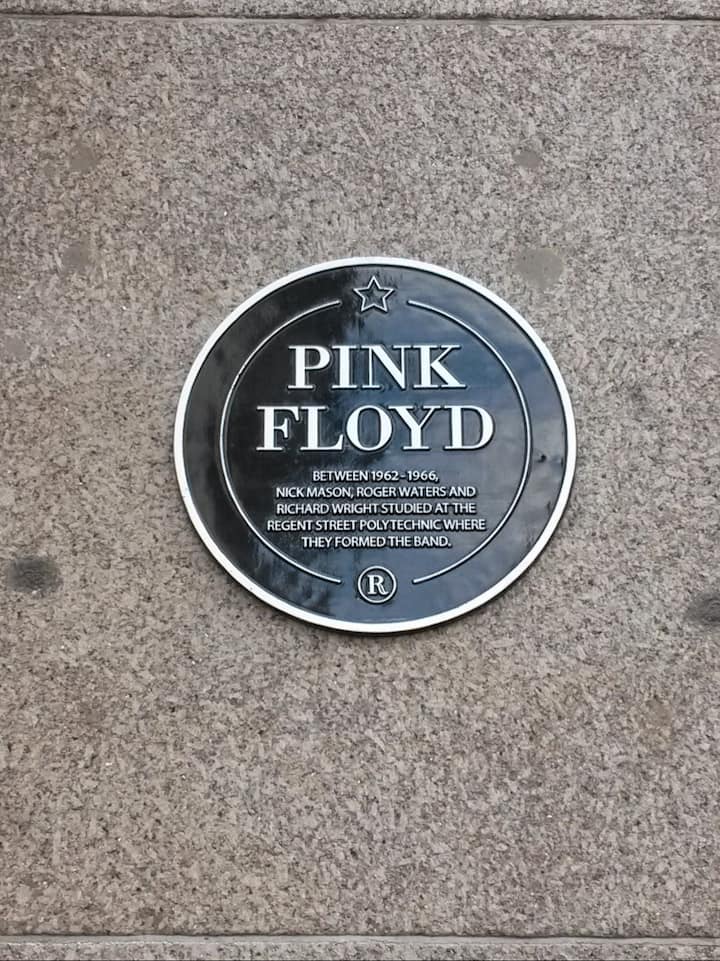 PINK
FLOYD
BETWEEN 1962-1966,
NICK MASON, ROGER WATERS AND
RICHARD WRIGHT STUDIED AT THE
REGENT STREET POLYTECHNIC WHERE
THEY FORMED THE BAND.
R